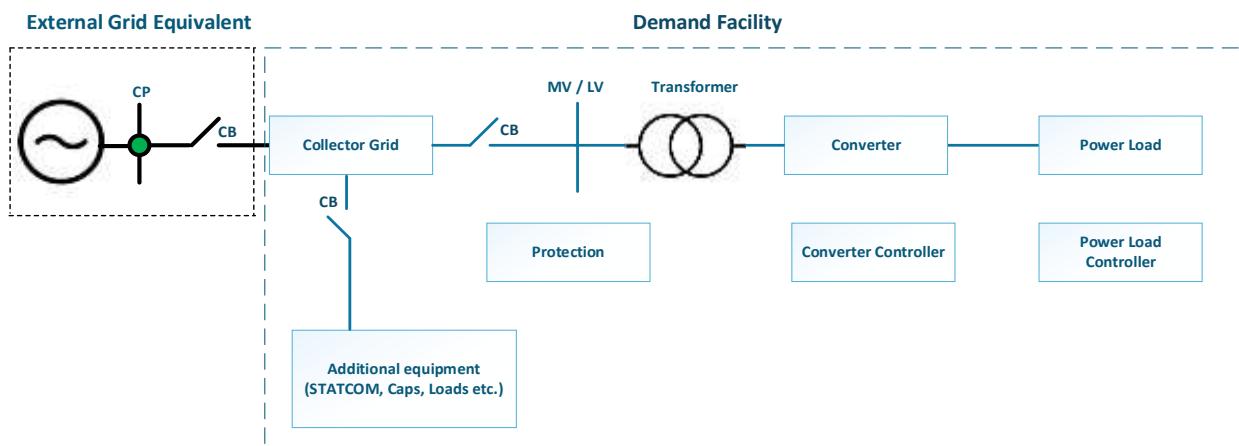 External Grid Equivalent
Demand Facility
CP
CB
Collector Grid
CB
MV / LV
Transformer
Converter
Power Load
CB
Protection
Converter Controller
Power Load
Controller
Additional equipment
(STATCOM, Caps, Loads etc.)